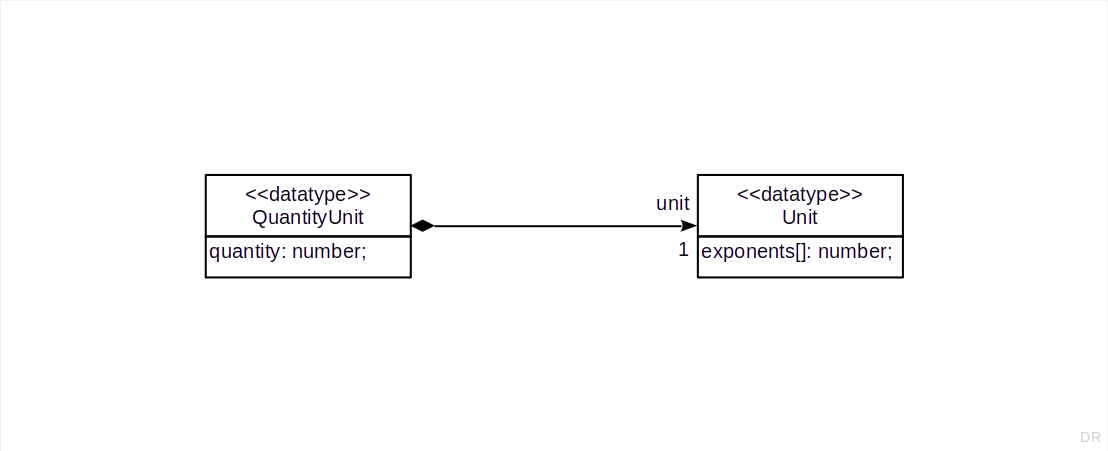 <<datatype>>
QuantityUnit
quantity: number;
unit
1
<<datatype>>
Unit
exponents[]: number;
DR